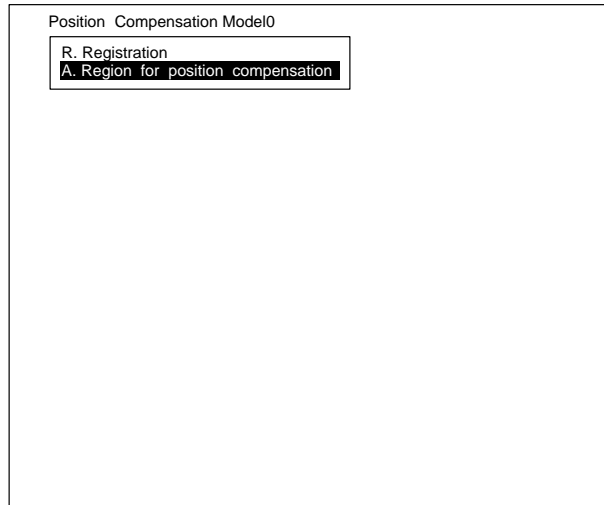 Position Compensation Model0
R. Registration
A. Region for position compensation